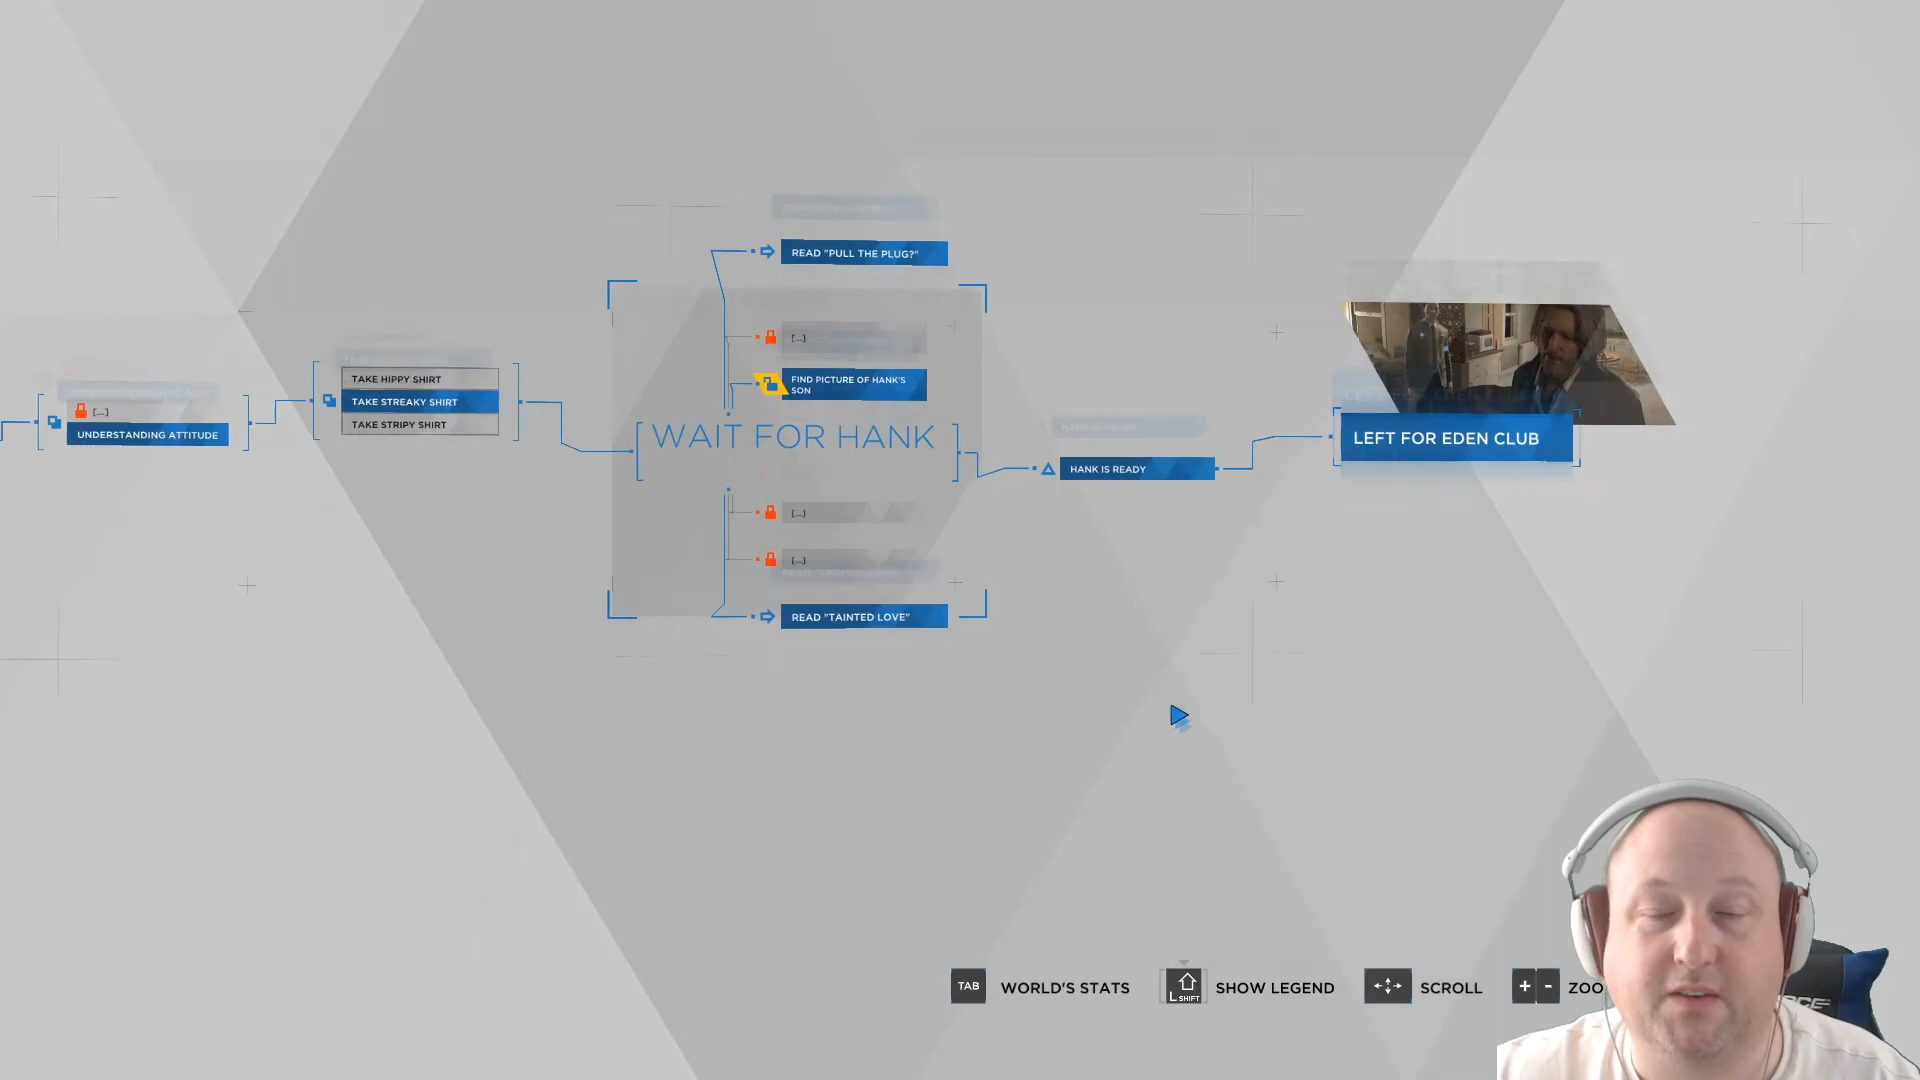 READ "PULL THE PLUG?"
[...]
FIND PICTURE OF HANK'S
SON
[...]
UNDERSTANDING ATTITUDE
TAKE HIPPY SHIRT
TAKE STREAKY SHIRT
TAKE STRIPY SHIRT
WAIT FOR HANK
HANK IS READY
LEFT FOR EDEN CLUB
[...]
[...]
READ "TAINTED LOVE"
TAB WORLD'S STATS
L SHIFT SHOW LEGEND
SCROLL
+ - ZOO